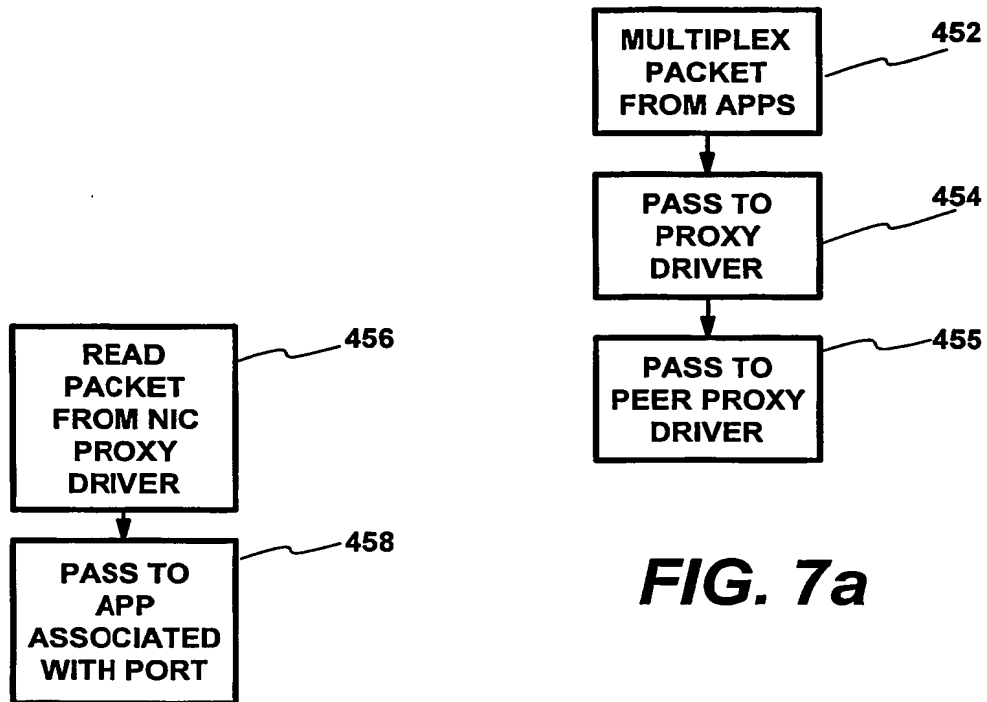 MULTIPLEX
PACKET
FROM APPS
452
PASS TO
PROXY
DRIVER
454
PASS TO
PEER PROXY
DRIVER
455
FIG. 7a
READ
PACKET
FROM NIC
PROXY
DRIVER
456
PASS TO
APP
ASSOCIATED
WITH PORT
458